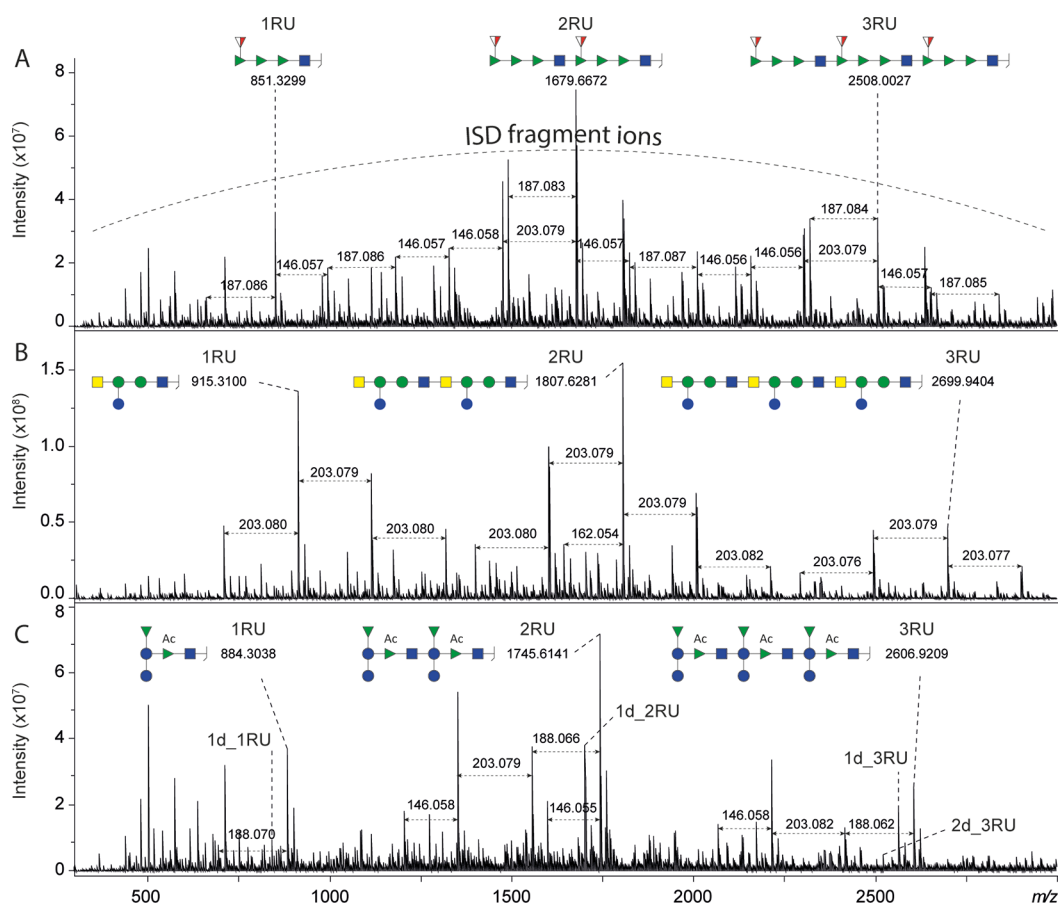 1RU 2RU 3RU
A
8
851.3299 1679.6672 2508.0027
6
ISD fragment ions
187.083 187.084
4
146.058 203.079 203.079
146.057 146.057 146.056
187.086 187.087 146.056
2
187.086 146.057 146.057 187.085
0
Intensity (x10⁷)
B
1RU 2RU 3RU
915.3100 1807.6281 2699.9404
1.5
1.0
203.079 203.079
203.079 203.079
0.5
203.080 203.080 203.080 162.054 203.077
203.082 203.076
0.0
Intensity (x10⁸)
C
8
1RU 2RU 3RU
Ac Ac Ac Ac Ac Ac
884.3038 1745.6141 2606.9209
6
1d_1RU 1d_2RU 1d_3RU
4
188.066
203.079
2
146.058 146.055 146.058 203.082 188.062 2d_3RU
188.070
0
Intensity (x10⁷)
500 1000 1500 2000 2500 m/z